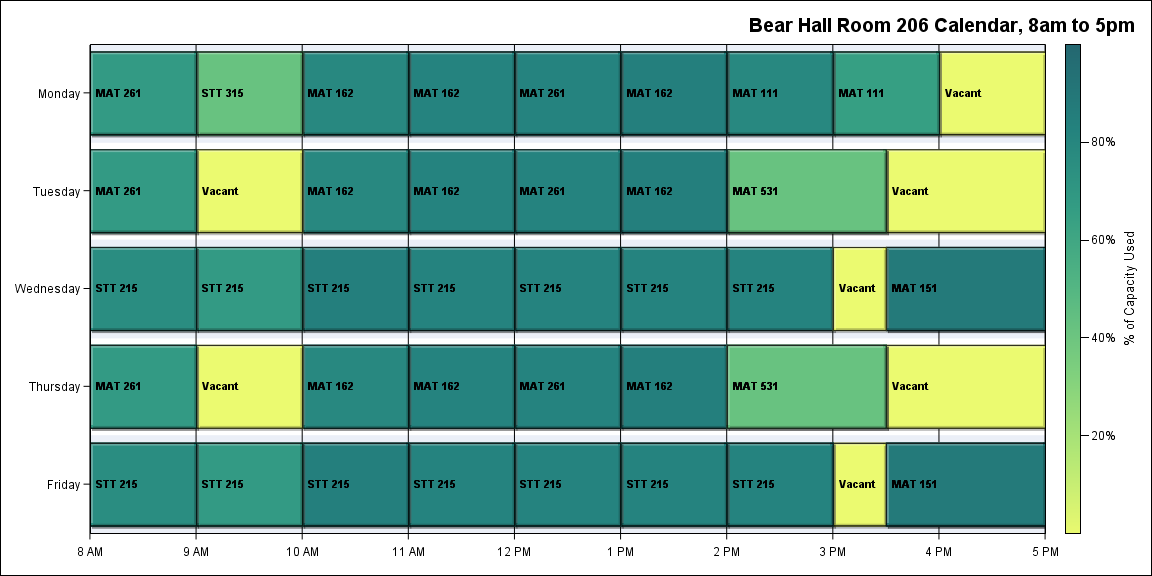 Bear Hall Room 206 Calendar, 8am to 5pm
Monday MAT 261 STT 315 MAT 162 MAT 162 MAT 261 MAT 162 MAT 111 MAT 111 Vacant
80%
Tuesday MAT 261 Vacant MAT 162 MAT 162 MAT 261 MAT 162 MAT 531 Vacant
60%
% of Capacity Used
Wednesday STT 215 STT 215 STT 215 STT 215 STT 215 STT 215 STT 215 Vacant MAT 151
40%
Thursday MAT 261 Vacant MAT 162 MAT 162 MAT 261 MAT 162 MAT 531 Vacant
20%
Friday STT 215 STT 215 STT 215 STT 215 STT 215 STT 215 STT 215 Vacant MAT 151
8 AM 9 AM 10 AM 11 AM 12 PM 1 PM 2 PM 3 PM 4 PM 5 PM